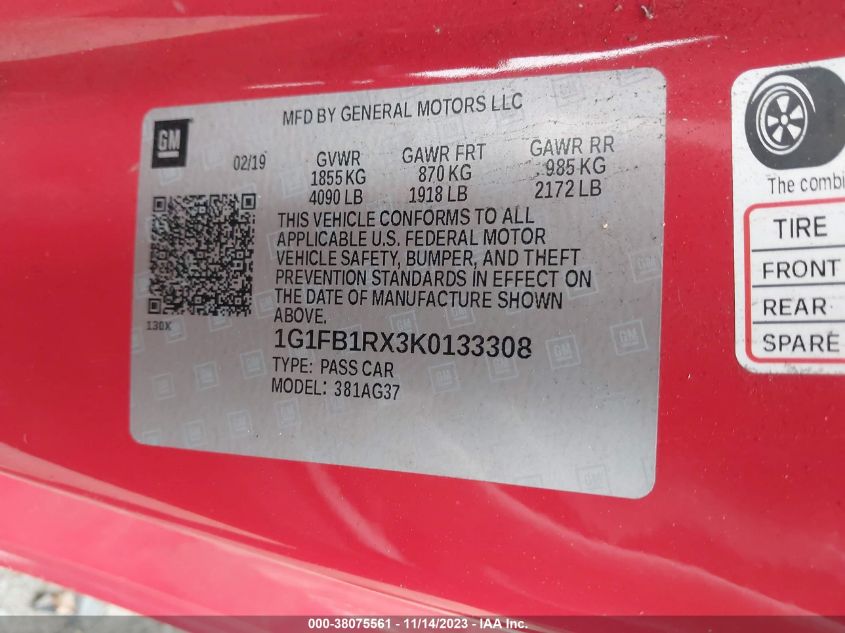 MFD BY GENERAL MOTORS LLC
GM
02/19
GVWR GAWR FRT GAWR RR
1855 KG 870 KG 985 KG
4090 LB 1918 LB 2172 LB
THIS VEHICLE CONFORMS TO ALL
APPLICABLE U.S. FEDERAL MOTOR
VEHICLE SAFETY, BUMPER, AND THEFT
PREVENTION STANDARDS IN EFFECT ON
THE DATE OF MANUFACTURE SHOWN
ABOVE.
130X
1G1FB1RX3K0133308
TYPE: PASS CAR
MODEL: 381AG37
The combi
TIRE
FRONT
REAR
SPARE
000-38075561 - 11/14/2023 - IAAI Inc.